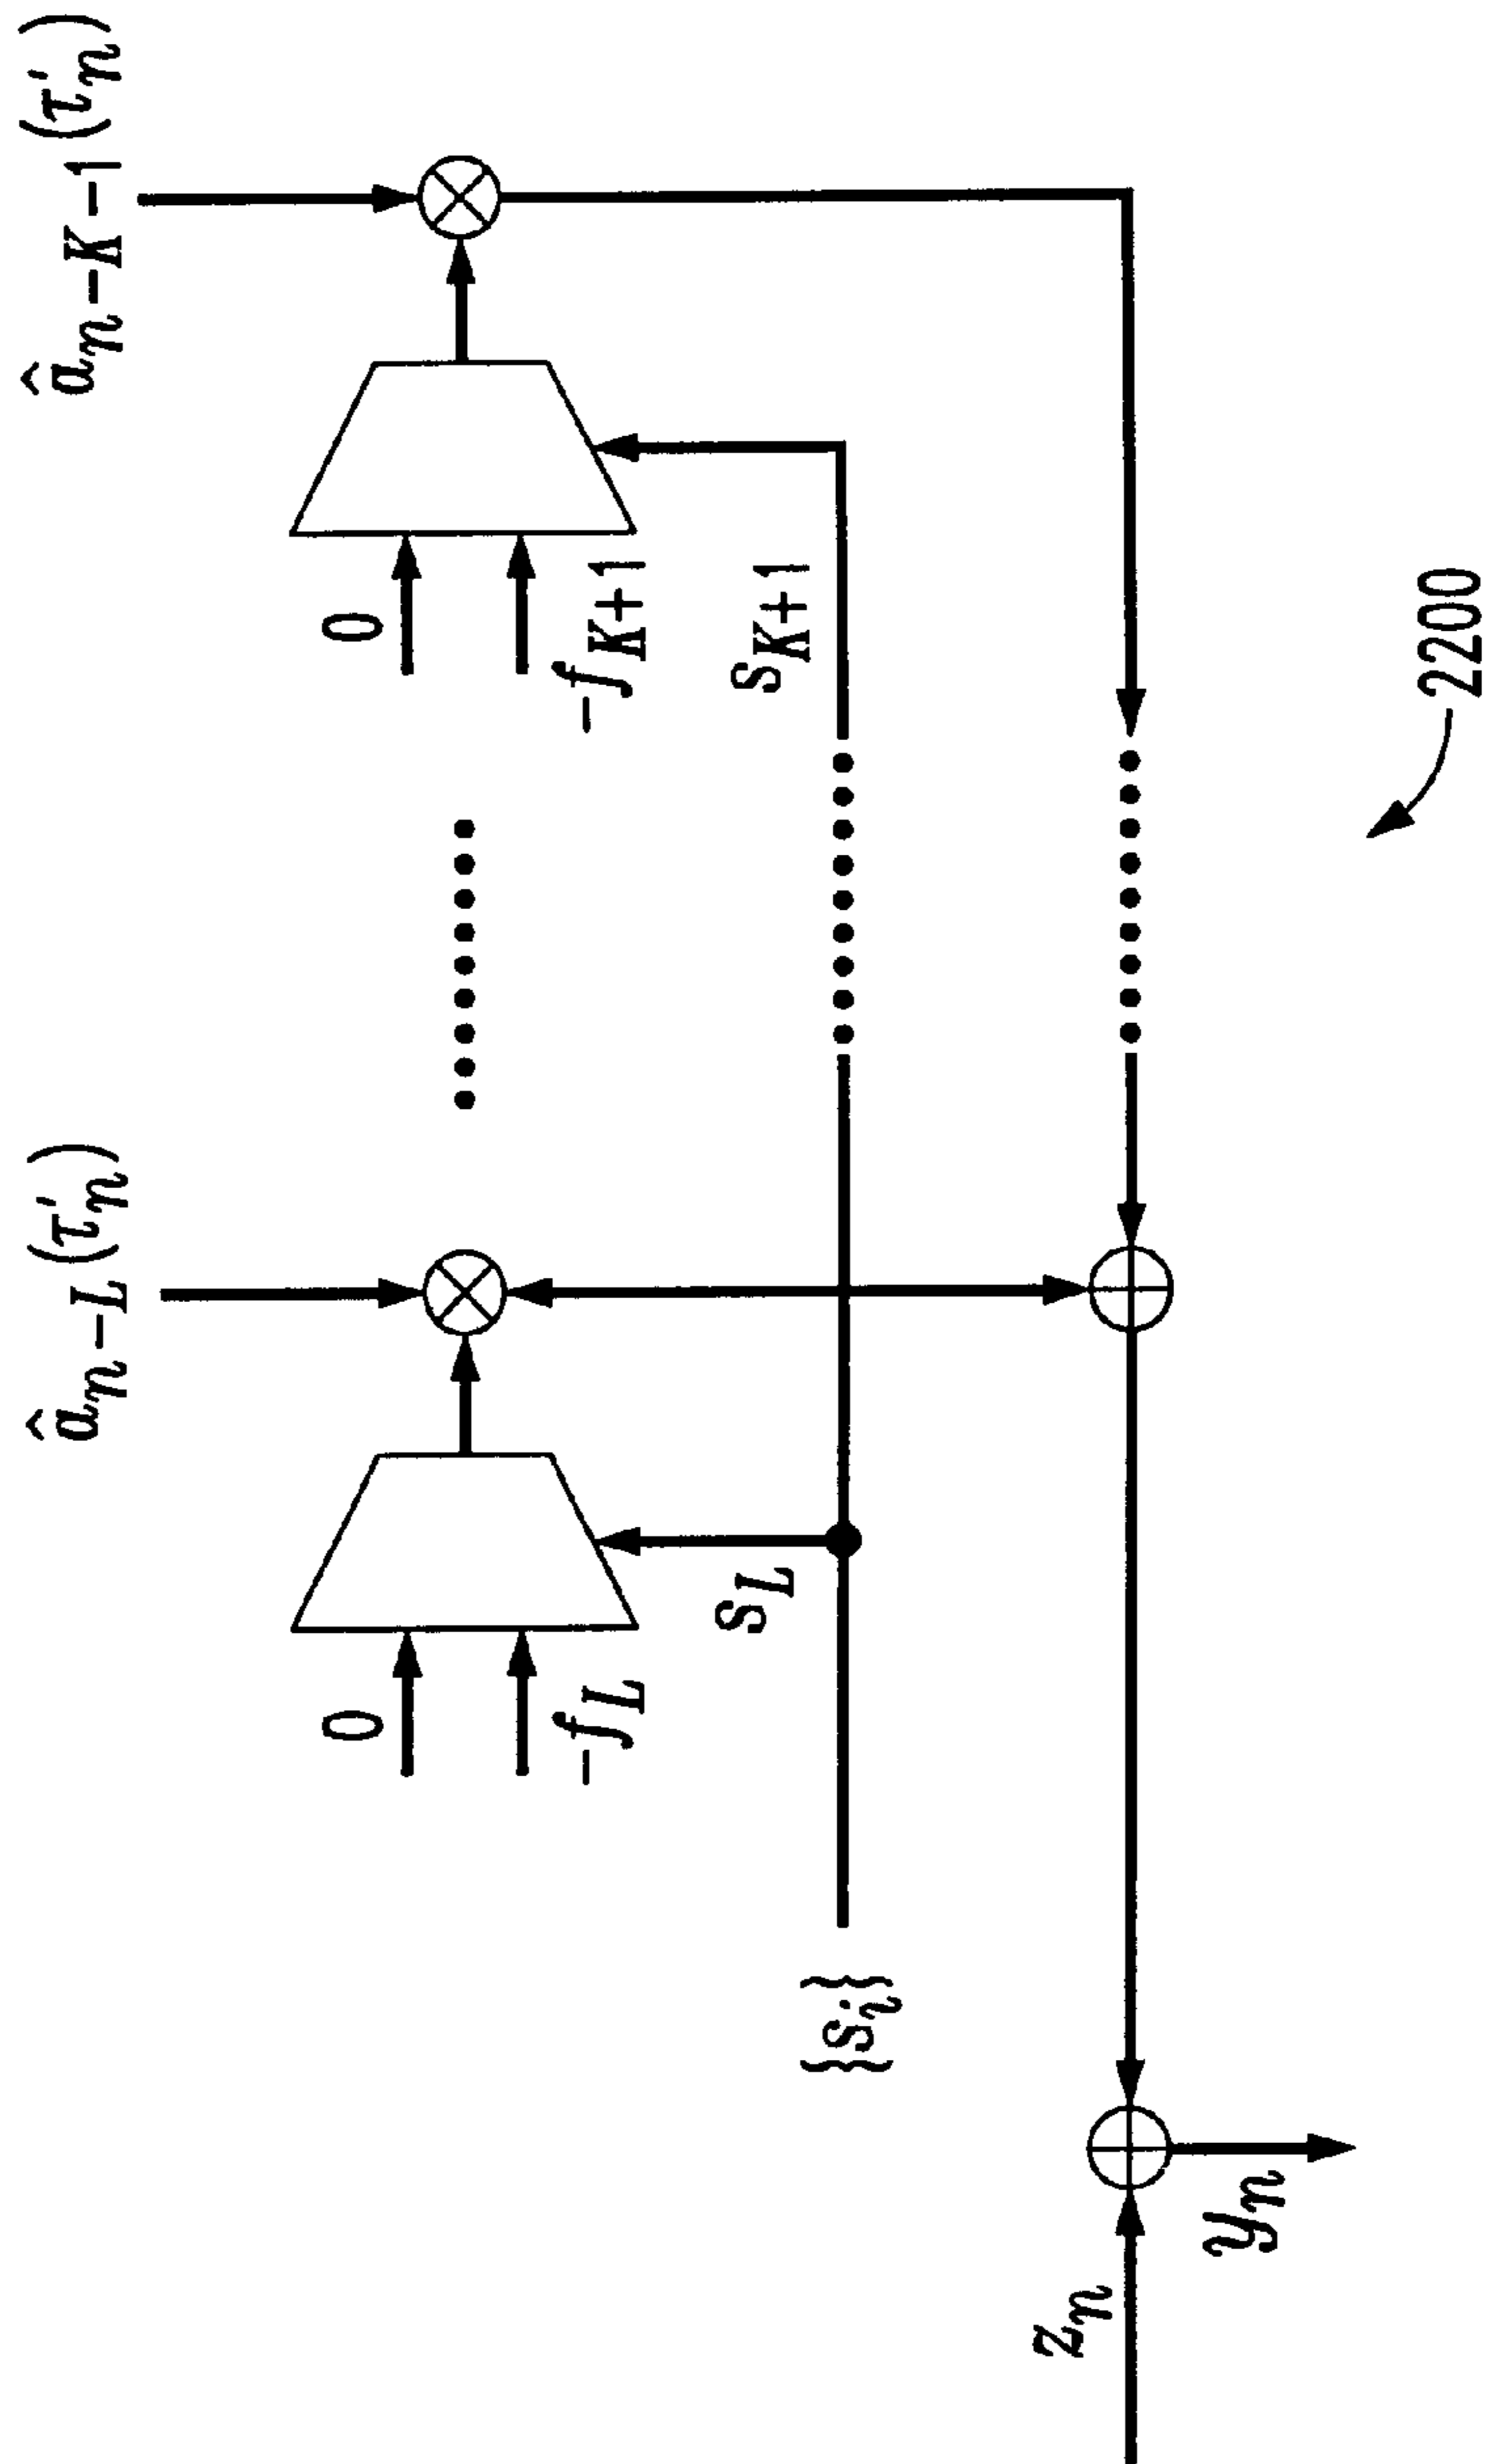 â_{n-L}(τ'_n)
â_{n-K-1}(τ'_n)
0
-f_L
0
-f_{K+1}
s_L
s_{K+1}
{s_i}
z_n
y_n
2200